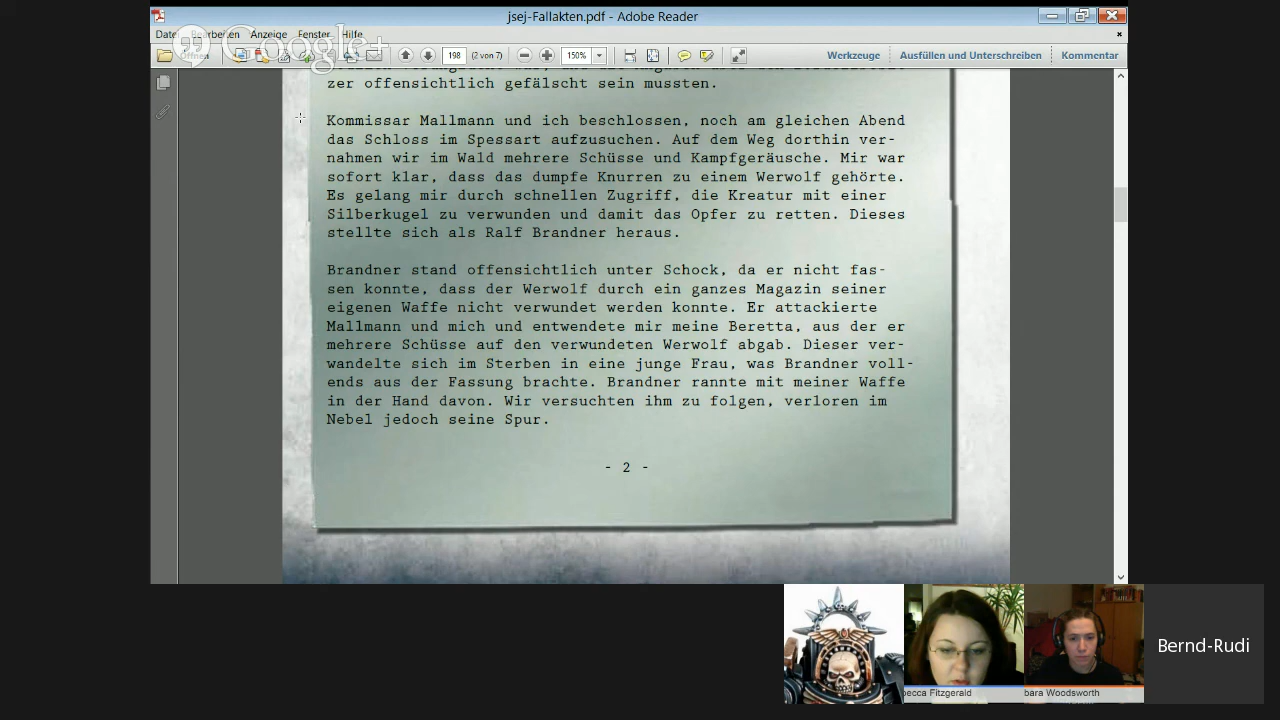 jsej-Fallakten.pdf - Adobe Reader
Datei Bearbeiten Anzeige Fenster Hilfe
Google+
Öffnen 198 (2 von 7) 150% Werkzeuge Ausfüllen und Unterschreiben Kommentar
zer offensichtlich gefälscht sein mussten.
Kommissar Mallmann und ich beschlossen, noch am gleichen Abend
das Schloss im Spessart aufzusuchen. Auf dem Weg dorthin ver-
nahmen wir im Wald mehrere Schüsse und Kampfgeräusche. Mir war
sofort klar, dass das dumpfe Knurren zu einem Werwolf gehörte.
Es gelang mir durch schnellen Zugriff, die Kreatur mit einer
Silberkugel zu verwunden und damit das Opfer zu retten. Dieses
stellte sich als Ralf Brandner heraus.
Brandner stand offensichtlich unter Schock, da er nicht fas-
sen konnte, dass der Werwolf durch ein ganzes Magazin seiner
eigenen Waffe nicht verwundet werden konnte. Er attackierte
Mallmann und mich und entwendete mir meine Beretta, aus der er
mehrere Schüsse auf den verwundeten Werwolf abgab. Dieser ver-
wandelte sich im Sterben in eine junge Frau, was Brandner voll-
ends aus der Fassung brachte. Brandner rannte mit meiner Waffe
in der Hand davon. Wir versuchten ihm zu folgen, verloren im
Nebel jedoch seine Spur.
- 2 -
Bernd-Rudi
becca Fitzgerald bara Woodsworth